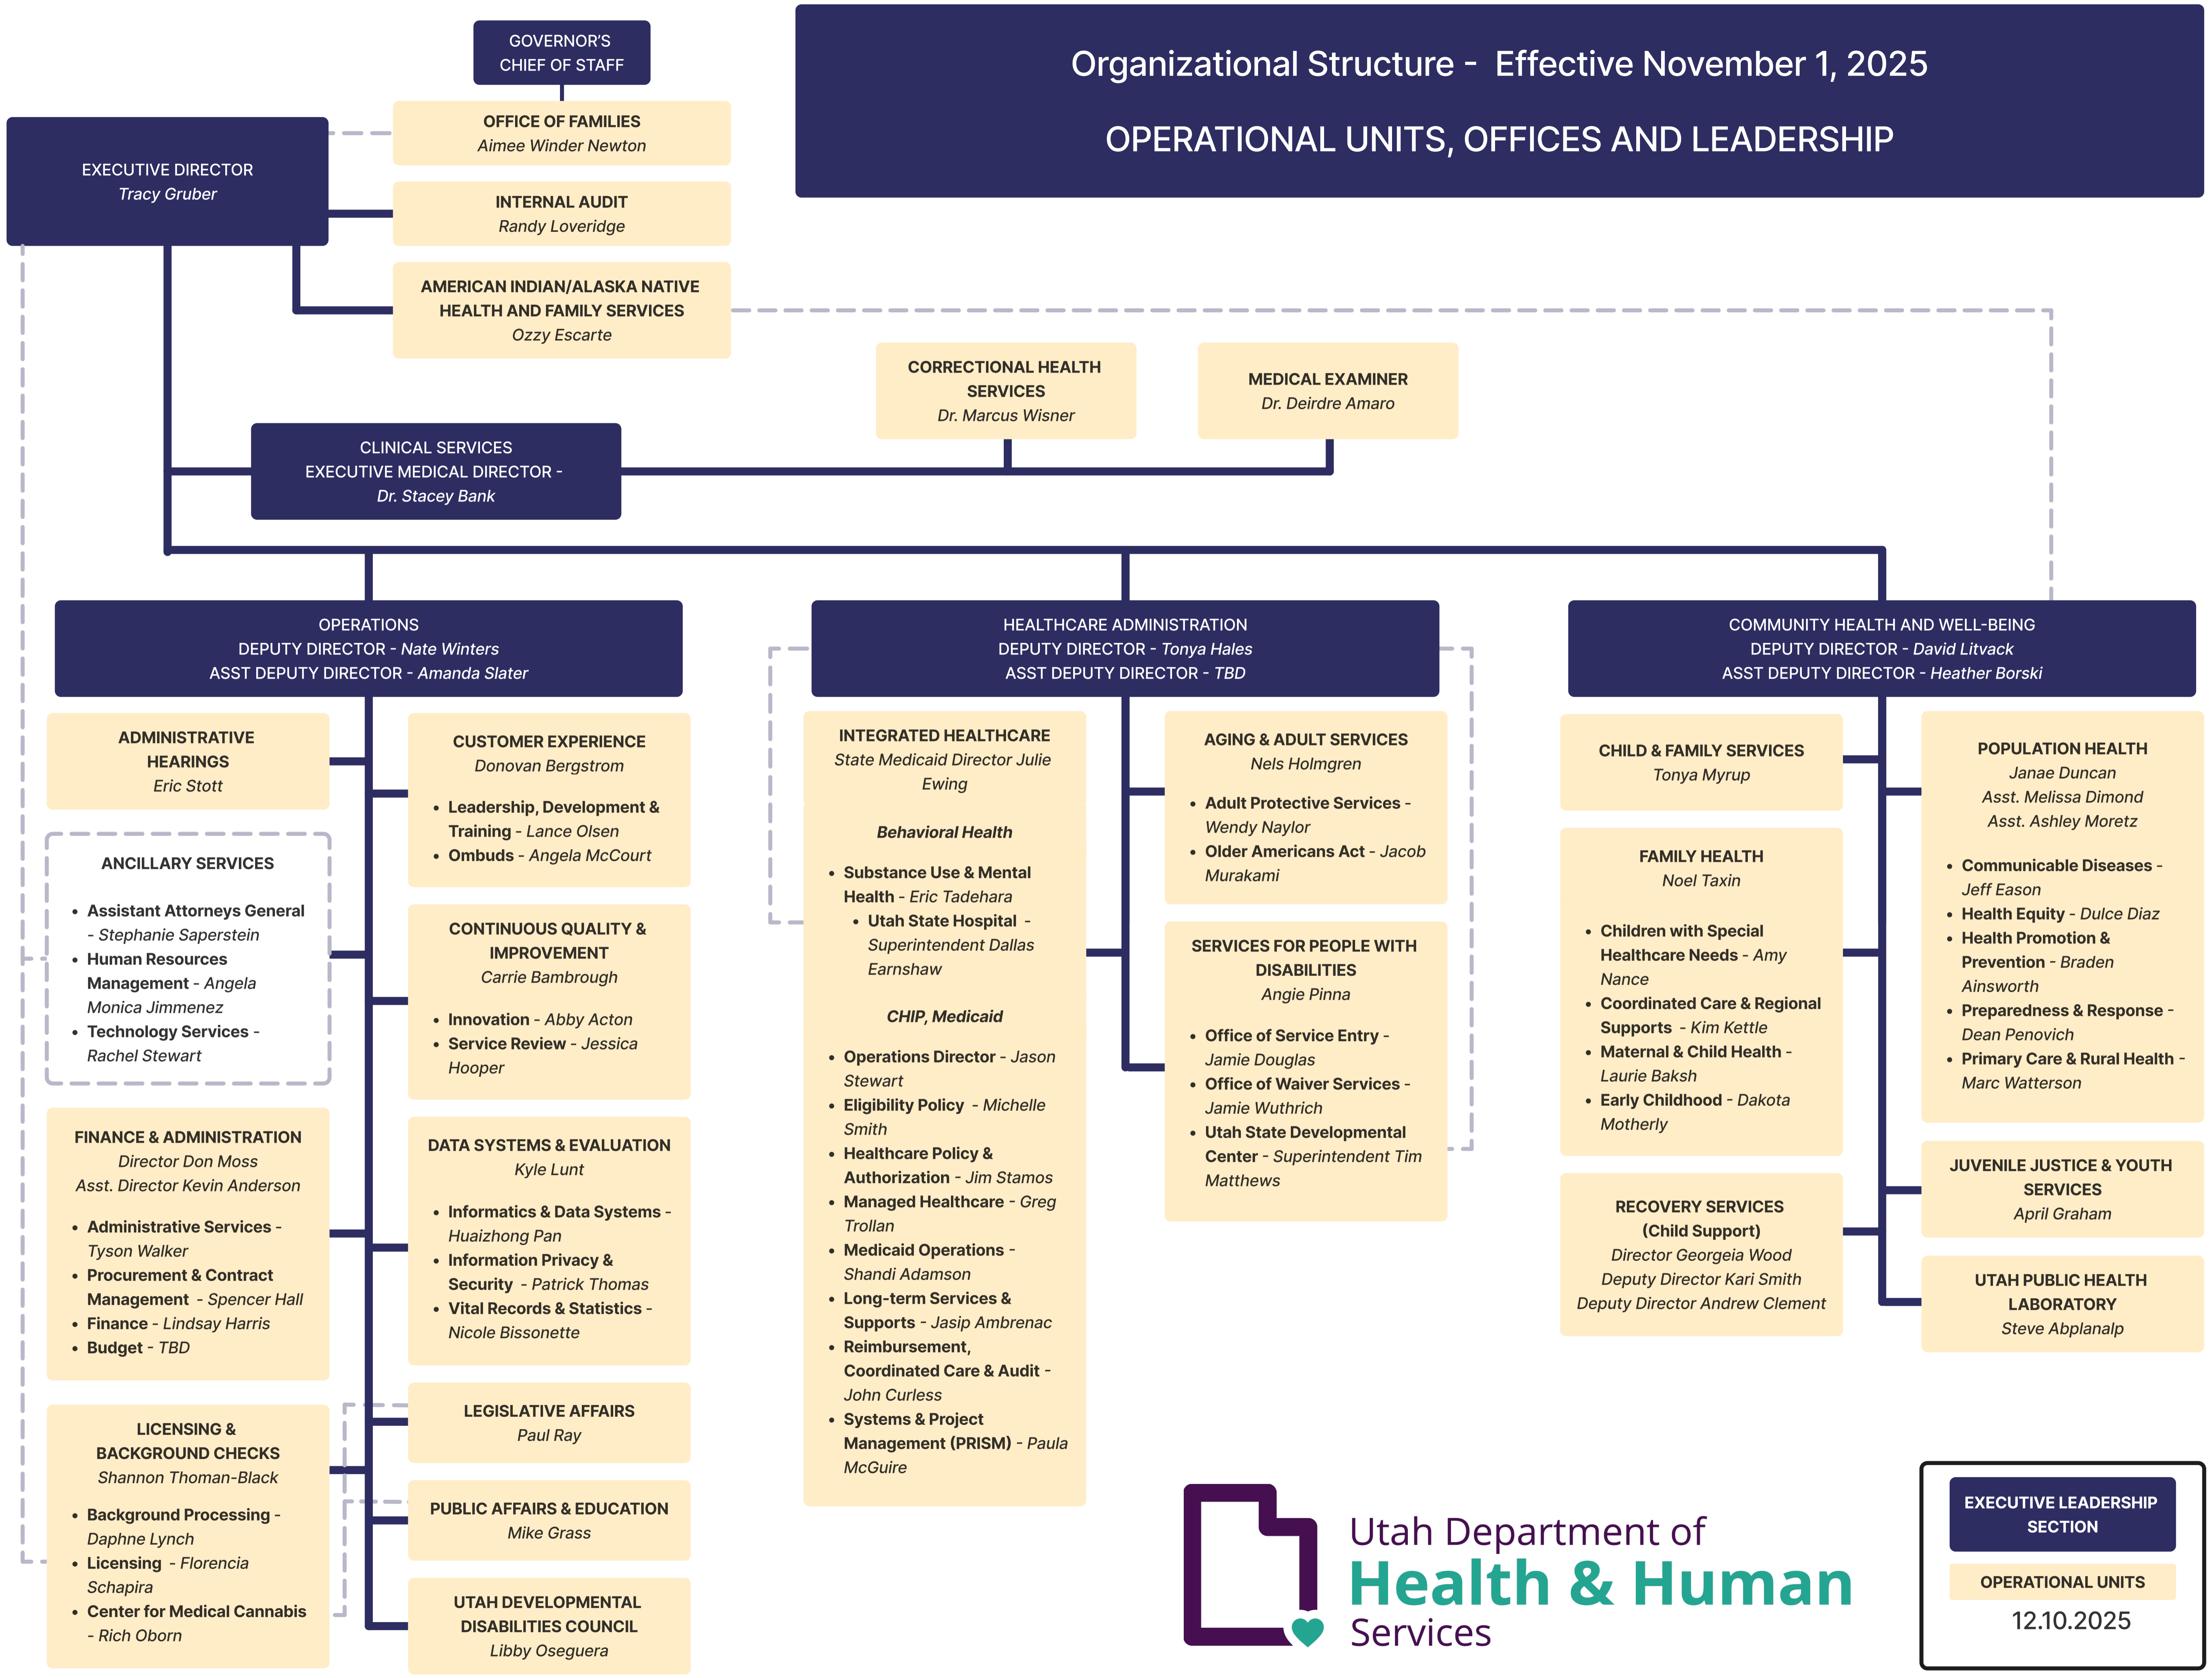 GOVERNOR'S
CHIEF OF STAFF
Organizational Structure -  Effective November 1, 2025
OPERATIONAL UNITS, OFFICES AND LEADERSHIP
EXECUTIVE DIRECTOR
Tracy Gruber
OFFICE OF FAMILIES
Aimee Winder Newton
INTERNAL AUDIT
Randy Loveridge
AMERICAN INDIAN/ALASKA NATIVE
HEALTH AND FAMILY SERVICES
Ozzy Escarte
CORRECTIONAL HEALTH
SERVICES
Dr. Marcus Wisner
MEDICAL EXAMINER
Dr. Deirdre Amaro
CLINICAL SERVICES
EXECUTIVE MEDICAL DIRECTOR -
Dr. Stacey Bank
OPERATIONS
DEPUTY DIRECTOR - Nate Winters
ASST DEPUTY DIRECTOR - Amanda Slater
ADMINISTRATIVE
HEARINGS
Eric Stott
ANCILLARY SERVICES
• Assistant Attorneys General
- Stephanie Saperstein
• Human Resources
Management - Angela
Monica Jimmenez
• Technology Services -
Rachel Stewart
FINANCE & ADMINISTRATION
Director Don Moss
Asst. Director Kevin Anderson
• Administrative Services -
Tyson Walker
• Procurement & Contract
Management - Spencer Hall
• Finance - Lindsay Harris
• Budget - TBD
LICENSING &
BACKGROUND CHECKS
Shannon Thoman-Black
• Background Processing -
Daphne Lynch
• Licensing - Florencia
Schapira
• Center for Medical Cannabis
- Rich Oborn
CUSTOMER EXPERIENCE
Donovan Bergstrom
• Leadership, Development &
Training - Lance Olsen
• Ombuds - Angela McCourt
CONTINUOUS QUALITY &
IMPROVEMENT
Carrie Bambrough
• Innovation - Abby Acton
• Service Review - Jessica
Hooper
DATA SYSTEMS & EVALUATION
Kyle Lunt
• Informatics & Data Systems -
Huaizhong Pan
• Information Privacy &
Security - Patrick Thomas
• Vital Records & Statistics -
Nicole Bissonette
LEGISLATIVE AFFAIRS
Paul Ray
PUBLIC AFFAIRS & EDUCATION
Mike Grass
UTAH DEVELOPMENTAL
DISABILITIES COUNCIL
Libby Oseguera
HEALTHCARE ADMINISTRATION
DEPUTY DIRECTOR - Tonya Hales
ASST DEPUTY DIRECTOR - TBD
INTEGRATED HEALTHCARE
State Medicaid Director Julie
Ewing
Behavioral Health
• Substance Use & Mental
Health - Eric Tadehara
• Utah State Hospital -
Superintendent Dallas
Earnshaw
CHIP, Medicaid
• Operations Director - Jason
Stewart
• Eligibility Policy - Michelle
Smith
• Healthcare Policy &
Authorization - Jim Stamos
• Managed Healthcare - Greg
Trollan
• Medicaid Operations -
Shandi Adamson
• Long-term Services &
Supports - Jasip Ambrenac
• Reimbursement,
Coordinated Care & Audit -
John Curless
• Systems & Project
Management (PRISM) - Paula
McGuire
AGING & ADULT SERVICES
Nels Holmgren
• Adult Protective Services -
Wendy Naylor
• Older Americans Act - Jacob
Murakami
SERVICES FOR PEOPLE WITH
DISABILITIES
Angie Pinna
• Office of Service Entry -
Jamie Douglas
• Office of Waiver Services -
Jamie Wuthrich
• Utah State Developmental
Center - Superintendent Tim
Matthews
COMMUNITY HEALTH AND WELL-BEING
DEPUTY DIRECTOR - David Litvack
ASST DEPUTY DIRECTOR - Heather Borski
CHILD & FAMILY SERVICES
Tonya Myrup
FAMILY HEALTH
Noel Taxin
• Children with Special
Healthcare Needs - Amy
Nance
• Coordinated Care & Regional
Supports - Kim Kettle
• Maternal & Child Health -
Laurie Baksh
• Early Childhood - Dakota
Motherly
RECOVERY SERVICES
(Child Support)
Director Georgeia Wood
Deputy Director Kari Smith
Deputy Director Andrew Clement
POPULATION HEALTH
Janae Duncan
Asst. Melissa Dimond
Asst. Ashley Moretz
• Communicable Diseases -
Jeff Eason
• Health Equity - Dulce Diaz
• Health Promotion &
Prevention - Braden
Ainsworth
• Preparedness & Response -
Dean Penovich
• Primary Care & Rural Health -
Marc Watterson
JUVENILE JUSTICE & YOUTH
SERVICES
April Graham
UTAH PUBLIC HEALTH
LABORATORY
Steve Abplanalp
Utah Department of
Health & Human
Services
EXECUTIVE LEADERSHIP
SECTION
OPERATIONAL UNITS
12.10.2025